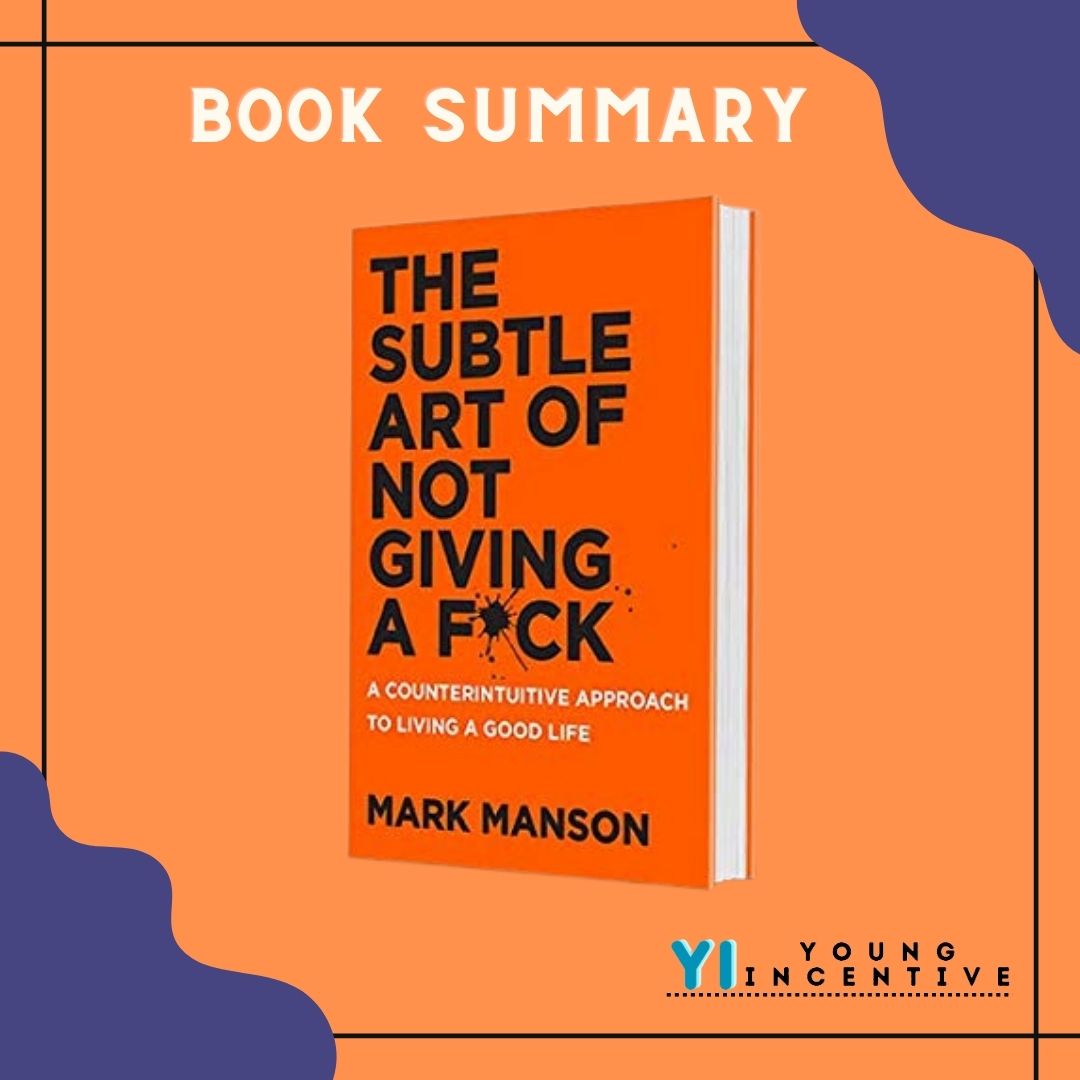 BOOK SUMMARY
THE
SUBTLE
ART OF
NOT
GIVING
A F*CK
A COUNTERINTUITIVE APPROACH
TO LIVING A GOOD LIFE
MARK MANSON
YI YOUNG
INCENTIVE